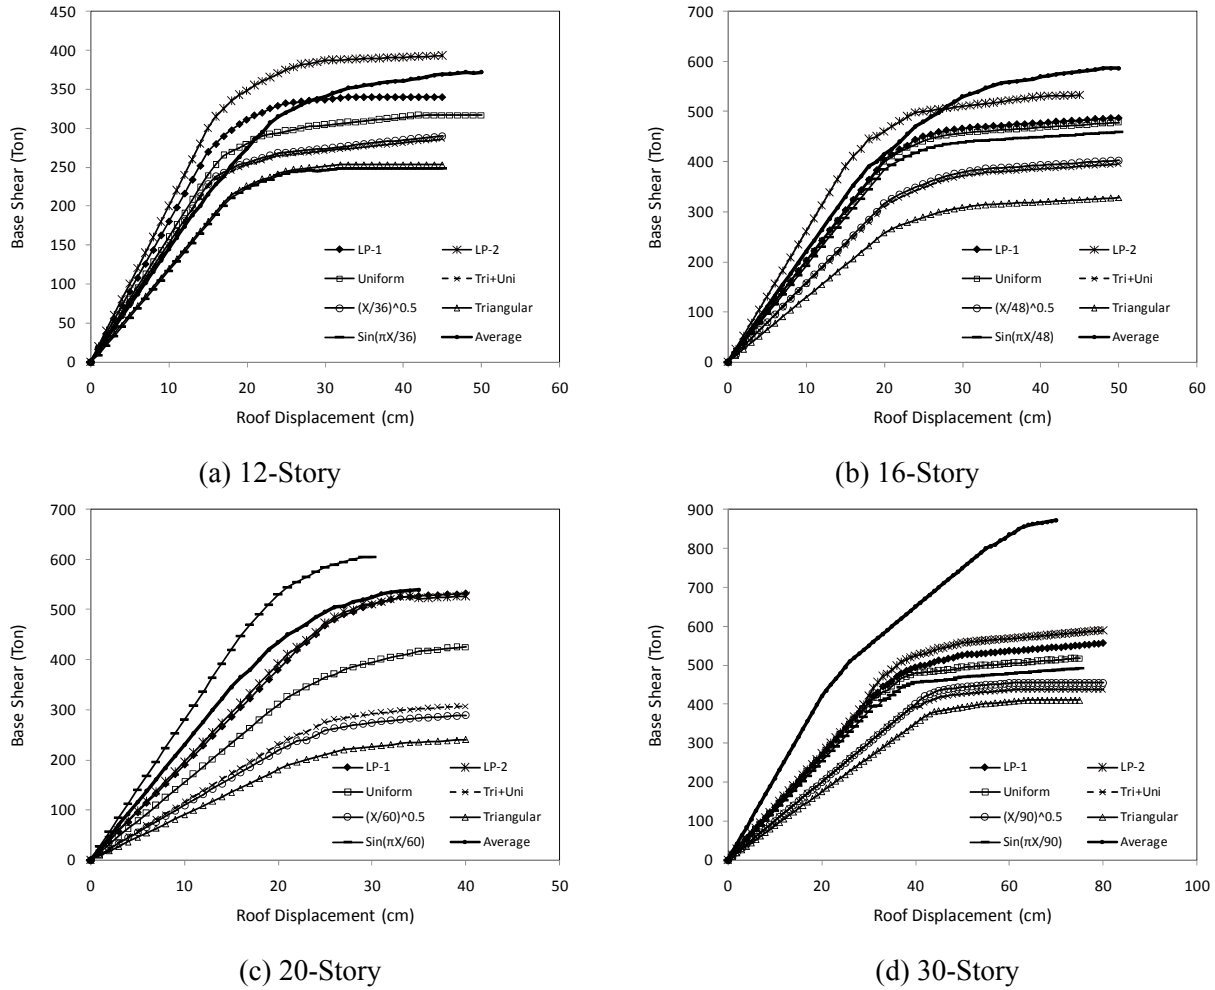 450
400
350
300
250
200
150
100
50
0
Base Shear (Ton)
0 10 20 30 40 50 60
Roof Displacement (cm)
LP-1 LP-2
Uniform Tri+Uni
(X/36)^0.5 Triangular
Sin(πX/36) Average
(a) 12-Story
700
600
500
400
300
200
100
0
Base Shear (Ton)
0 10 20 30 40 50 60
Roof Displacement (cm)
LP-1 LP-2
Uniform Tri+Uni
(X/48)^0.5 Triangular
Sin(πX/48) Average
(b) 16-Story
700
600
500
400
300
200
100
0
Base Shear (Ton)
0 10 20 30 40 50
Roof Displacement (cm)
LP-1 LP-2
Uniform Tri+Uni
(X/60)^0.5 Triangular
Sin(πX/60) Average
(c) 20-Story
900
800
700
600
500
400
300
200
100
0
Base Shear (Ton)
0 20 40 60 80 100
Roof Displacement (cm)
LP-1 LP-2
Uniform Tri+Uni
(X/90)^0.5 Triangular
Sin(πX/90) Average
(d) 30-Story